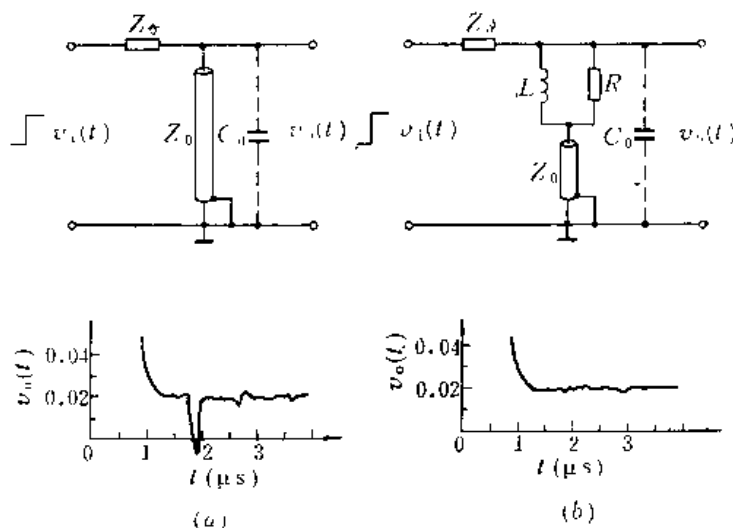 Z₀
Z₀
L
R
v₁(t)
Z₀
C₀
v₀(t)
v₁(t)
Z₀
C₀
v₀(t)
v₀(t)
0.04
0.02
0
1
2
3
t(μs)
(a)
v₀(t)
0.04
0.02
0
1
2
3
t(μs)
(b)